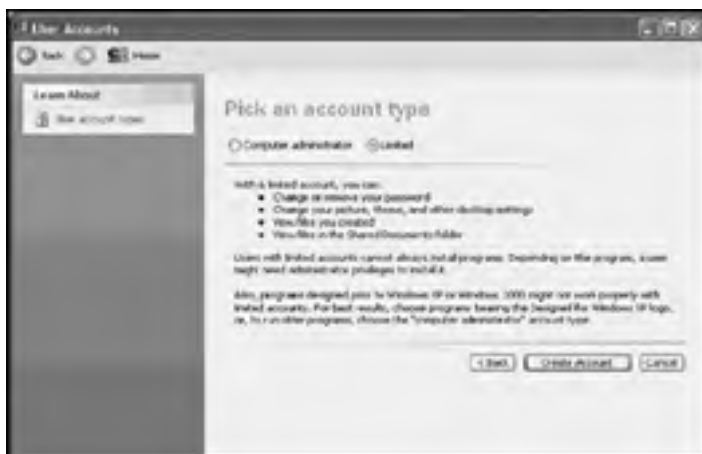 User Accounts
Back Home
Learn About
User account types
Pick an account type
Computer administrator Limited
With a limited account, you can:
• Change or remove your password
• Change your picture, theme, and other desktop settings
• View files you created
• View files in the Shared Documents folder
Users with limited accounts cannot always install programs. Depending on the program, a user
might need administrator privileges to install it.
Also, programs designed prior to Windows XP or Windows 2000 might not work properly with
limited accounts. For best results, choose programs bearing the Designed for Windows XP logo,
or, to run older programs, choose the "computer administrator" account type.
< Back Create Account Cancel